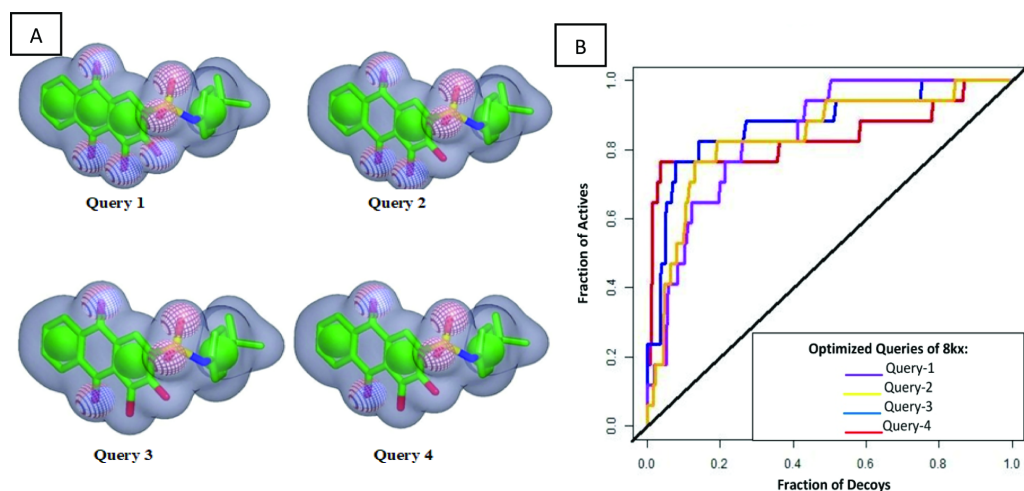 A
Query 1
Query 2
Query 3
Query 4
B
Fraction of Actives
1.0
0.8
0.6
0.4
0.2
0.0
0.0 0.2 0.4 0.6 0.8 1.0
Fraction of Decoys
Optimized Queries of 8kx:
Query-1
Query-2
Query-3
Query-4